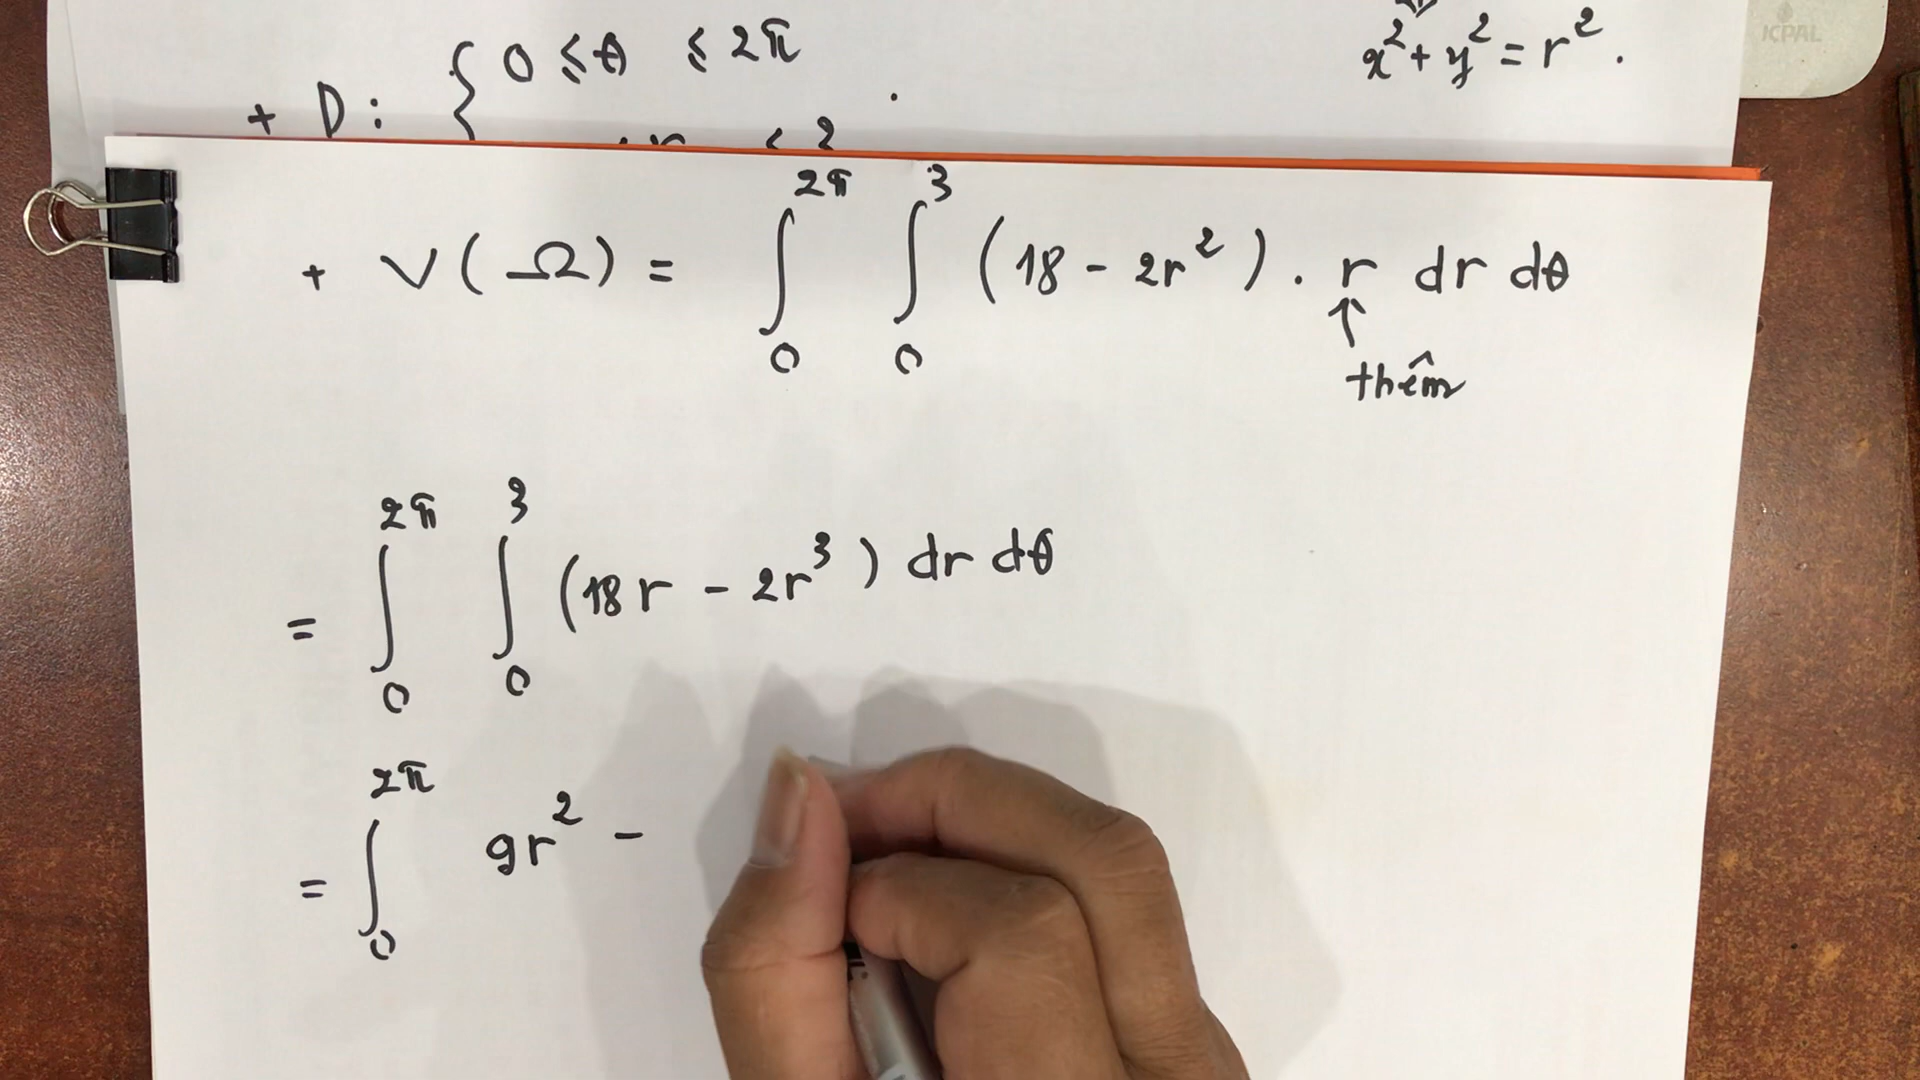 x² + y² = r².
+ D: { 0 ≤ θ ≤ 2π .
+ V(Ω) = ∫₀^{2π} ∫₀^{3} (18 - 2r²) . r dr dθ
↑
thêm
= ∫₀^{2π} ∫₀^{3} (18r - 2r³) dr dθ
= ∫₀^{2π} 9r² -
JCPAL